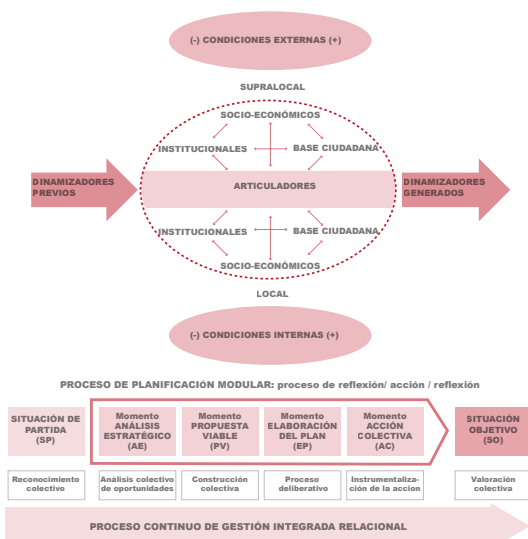 (-) CONDICIONES EXTERNAS (+)
SUPRALOCAL
SOCIO-ECONÓMICOS
INSTITUCIONALES
BASE CIUDADANA
DINAMIZADORES
PREVIOS
ARTICULADORES
DINAMIZADORES
GENERADOS
INSTITUCIONALES
BASE CIUDADANA
SOCIO-ECONÓMICOS
LOCAL
(-) CONDICIONES INTERNAS (+)
PROCESO DE PLANIFICACIÓN MODULAR: proceso de reflexión/ acción / reflexión
SITUACIÓN DE
PARTIDA
(SP)
Momento
ANÁLISIS
ESTRATÉGICO
(AE)
Momento
PROPUESTA
VIABLE
(PV)
Momento
ELABORACIÓN
DEL PLAN
(EP)
Momento
ACCIÓN
COLECTIVA
(AC)
SITUACIÓN
OBJETIVO
(SO)
Reconocimiento
colectivo
Análisis colectivo
de oportunidades
Construcción
colectiva
Proceso
deliberativo
Instrumentaliza-
ción de la accion
Valoración
colectiva
PROCESO CONTINUO DE GESTIÓN INTEGRADA RELACIONAL